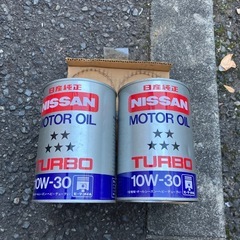 日産純正
NISSAN
MOTOR OIL
TURBO
10W-30
日産純正
NISSAN
MOTOR OIL
TURBO
10W-30